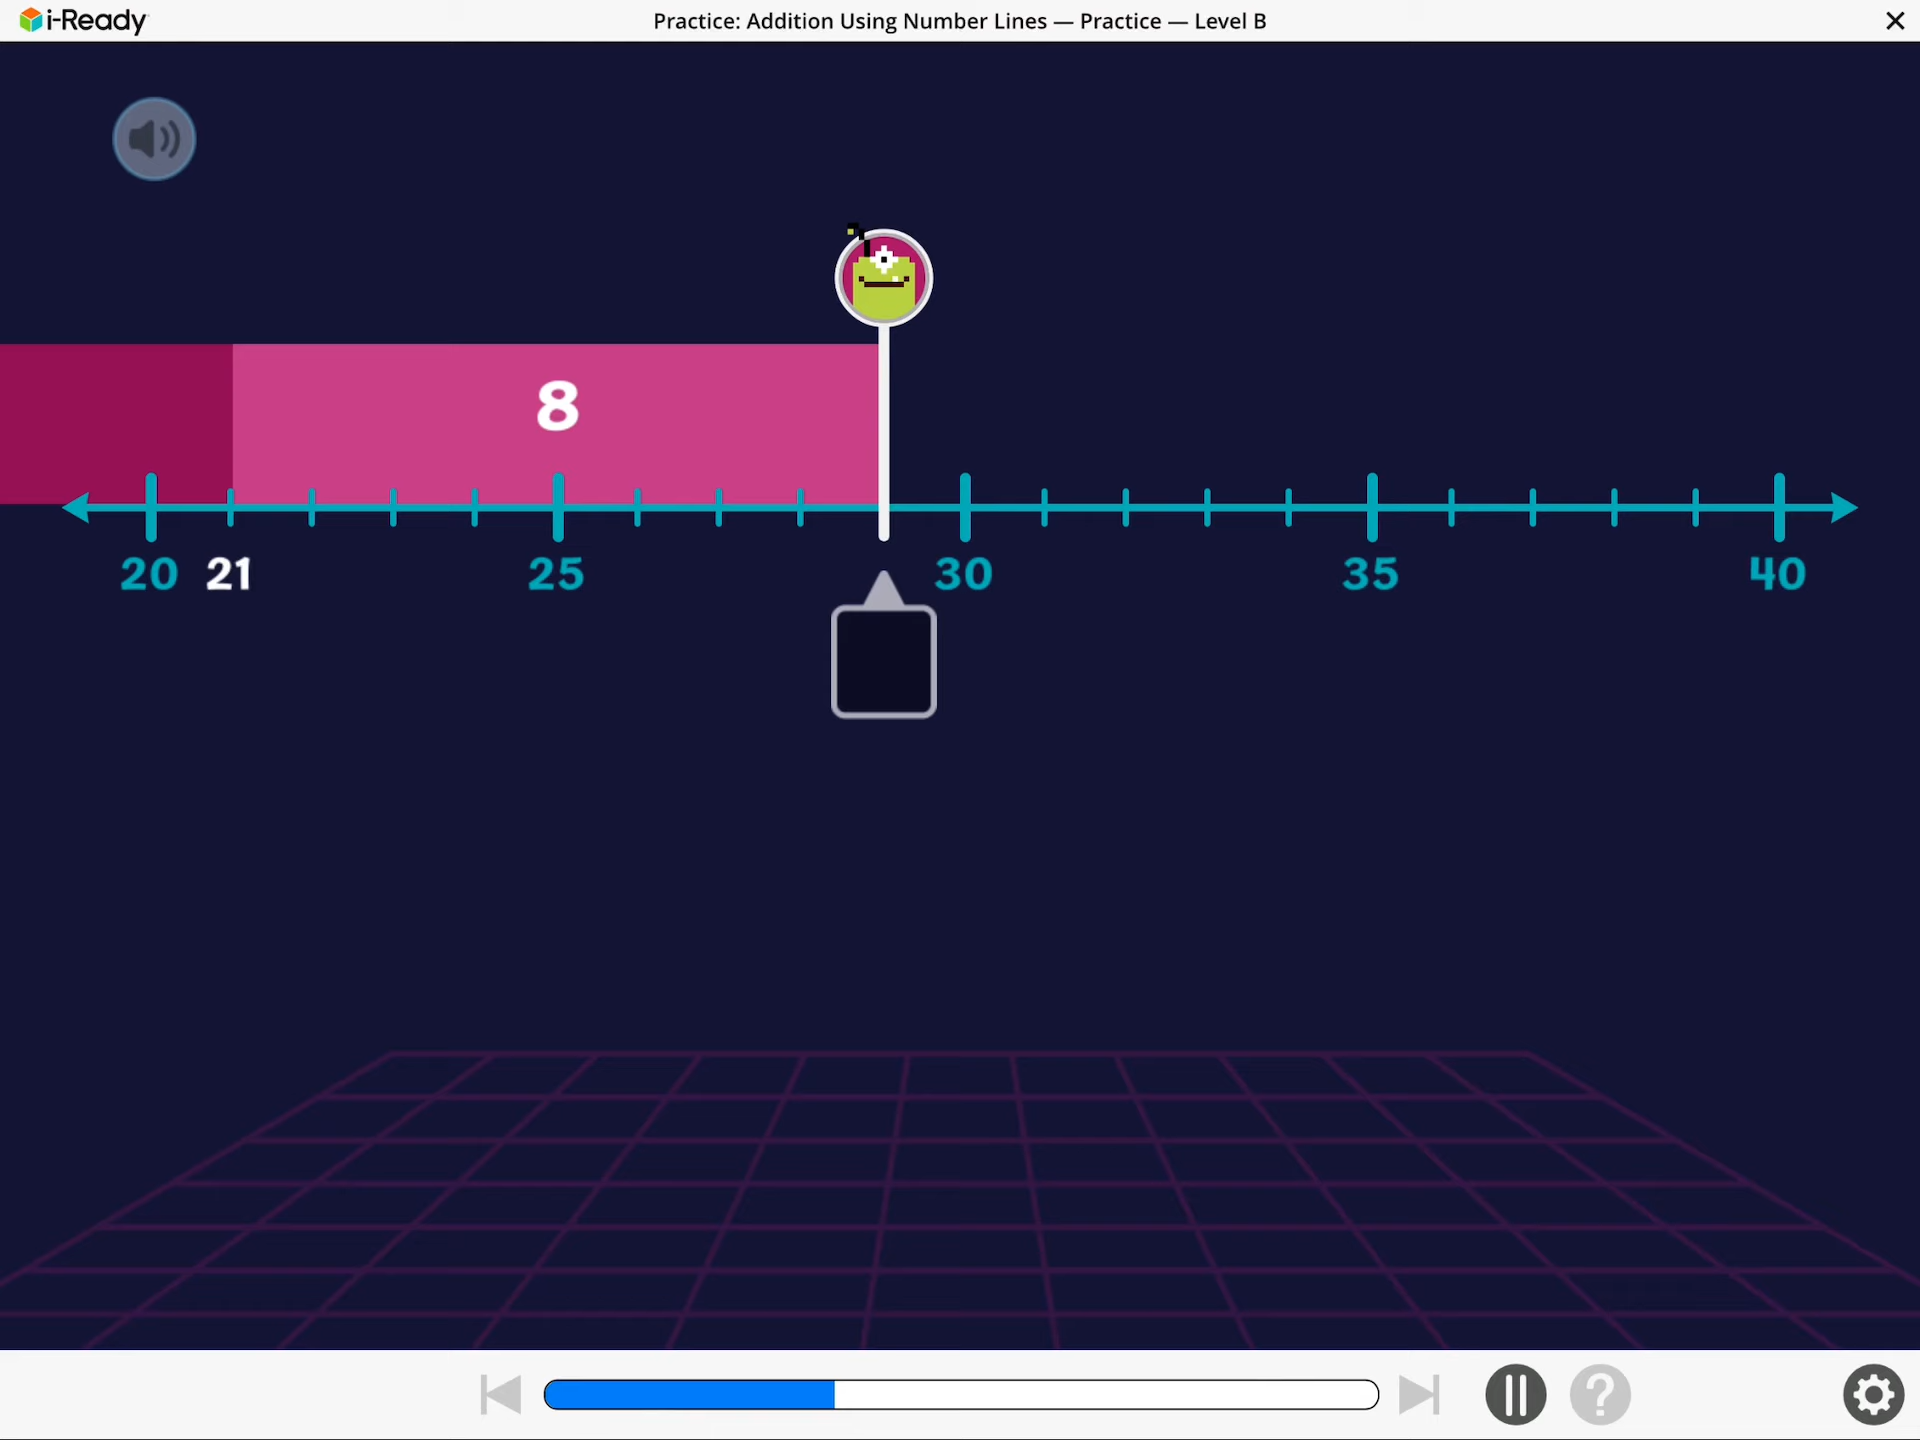 i-Ready
Practice: Addition Using Number Lines — Practice — Level B
8
20 21 25 30 35 40
?